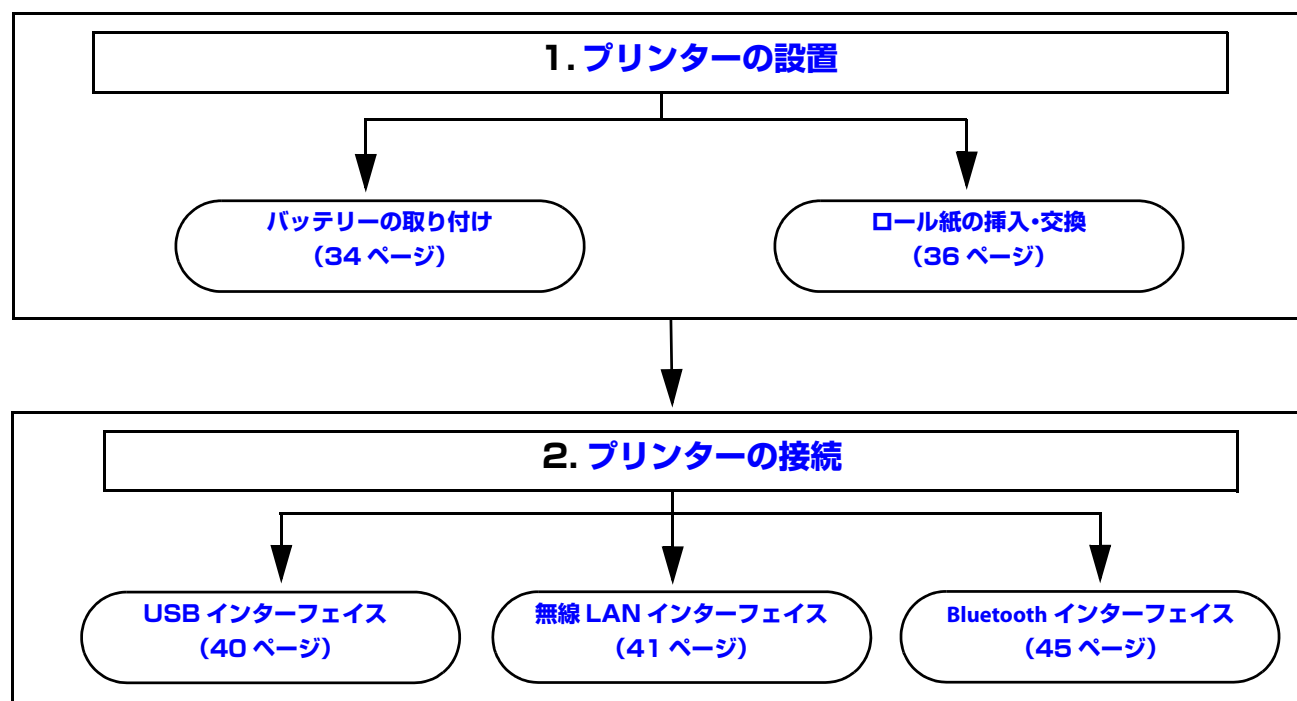 1. プリンターの設置
バッテリーの取り付け
（34 ページ）
ロール紙の挿入・交換
（36 ページ）
2. プリンターの接続
USB インターフェイス
（40 ページ）
無線 LAN インターフェイス
（41 ページ）
Bluetooth インターフェイス
（45 ページ）